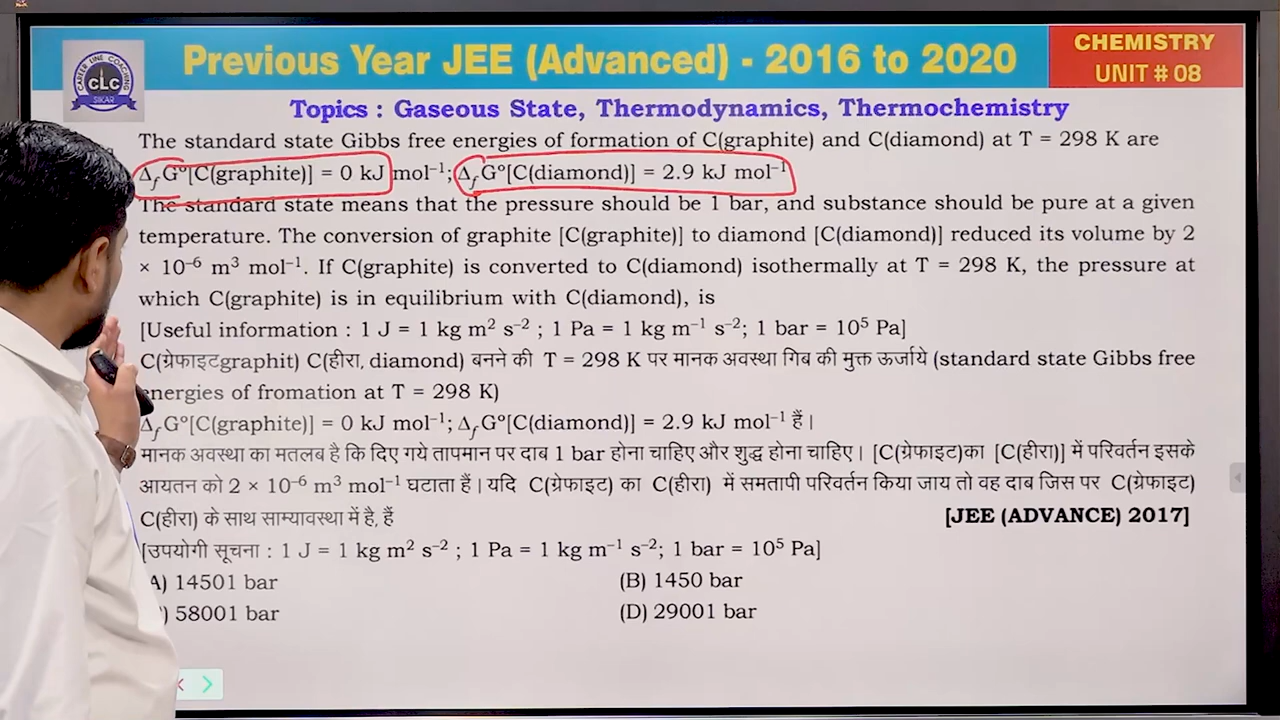 CAREER LINE COACHING
CLC
SIKAR
Previous Year JEE (Advanced) - 2016 to 2020
CHEMISTRY
UNIT # 08
Topics : Gaseous State, Thermodynamics, Thermochemistry
The standard state Gibbs free energies of formation of C(graphite) and C(diamond) at T = 298 K are
ΔfG°[C(graphite)] = 0 kJ mol⁻¹; ΔfG°[C(diamond)] = 2.9 kJ mol⁻¹
The standard state means that the pressure should be 1 bar, and substance should be pure at a given
temperature. The conversion of graphite [C(graphite)] to diamond [C(diamond)] reduced its volume by 2
× 10⁻⁶ m³ mol⁻¹. If C(graphite) is converted to C(diamond) isothermally at T = 298 K, the pressure at
which C(graphite) is in equilibrium with C(diamond), is
[Useful information : 1 J = 1 kg m² s⁻² ; 1 Pa = 1 kg m⁻¹ s⁻²; 1 bar = 10⁵ Pa]
C(ग्रेफाइटgraphit) C(हीरा, diamond) बनने की T = 298 K पर मानक अवस्था गिब की मुक्त ऊर्जाये (standard state Gibbs free
energies of fromation at T = 298 K)
ΔfG°[C(graphite)] = 0 kJ mol⁻¹; ΔfG°[C(diamond)] = 2.9 kJ mol⁻¹ हैं।
मानक अवस्था का मतलब है कि दिए गये तापमान पर दाब 1 bar होना चाहिए और शुद्ध होना चाहिए। [C(ग्रेफाइट)का [C(हीरा)] में परिवर्तन इसके
आयतन को 2 × 10⁻⁶ m³ mol⁻¹ घटाता हैं। यदि C(ग्रेफाइट) का C(हीरा) में समतापी परिवर्तन किया जाय तो वह दाब जिस पर C(ग्रेफाइट)
C(हीरा) के साथ साम्यावस्था में है, हैं [JEE (ADVANCE) 2017]
[उपयोगी सूचना : 1 J = 1 kg m² s⁻² ; 1 Pa = 1 kg m⁻¹ s⁻²; 1 bar = 10⁵ Pa]
A) 14501 bar (B) 1450 bar
) 58001 bar (D) 29001 bar